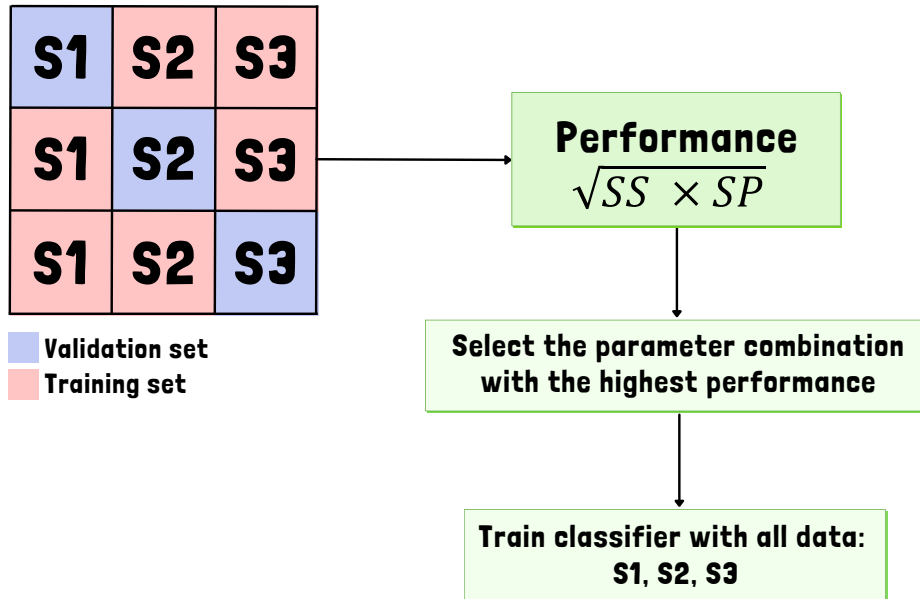 S1 S2 S3
S1 S2 S3
S1 S2 S3
Validation set
Training set
Performance
√SS × SP
Select the parameter combination
with the highest performance
Train classifier with all data:
S1, S2, S3